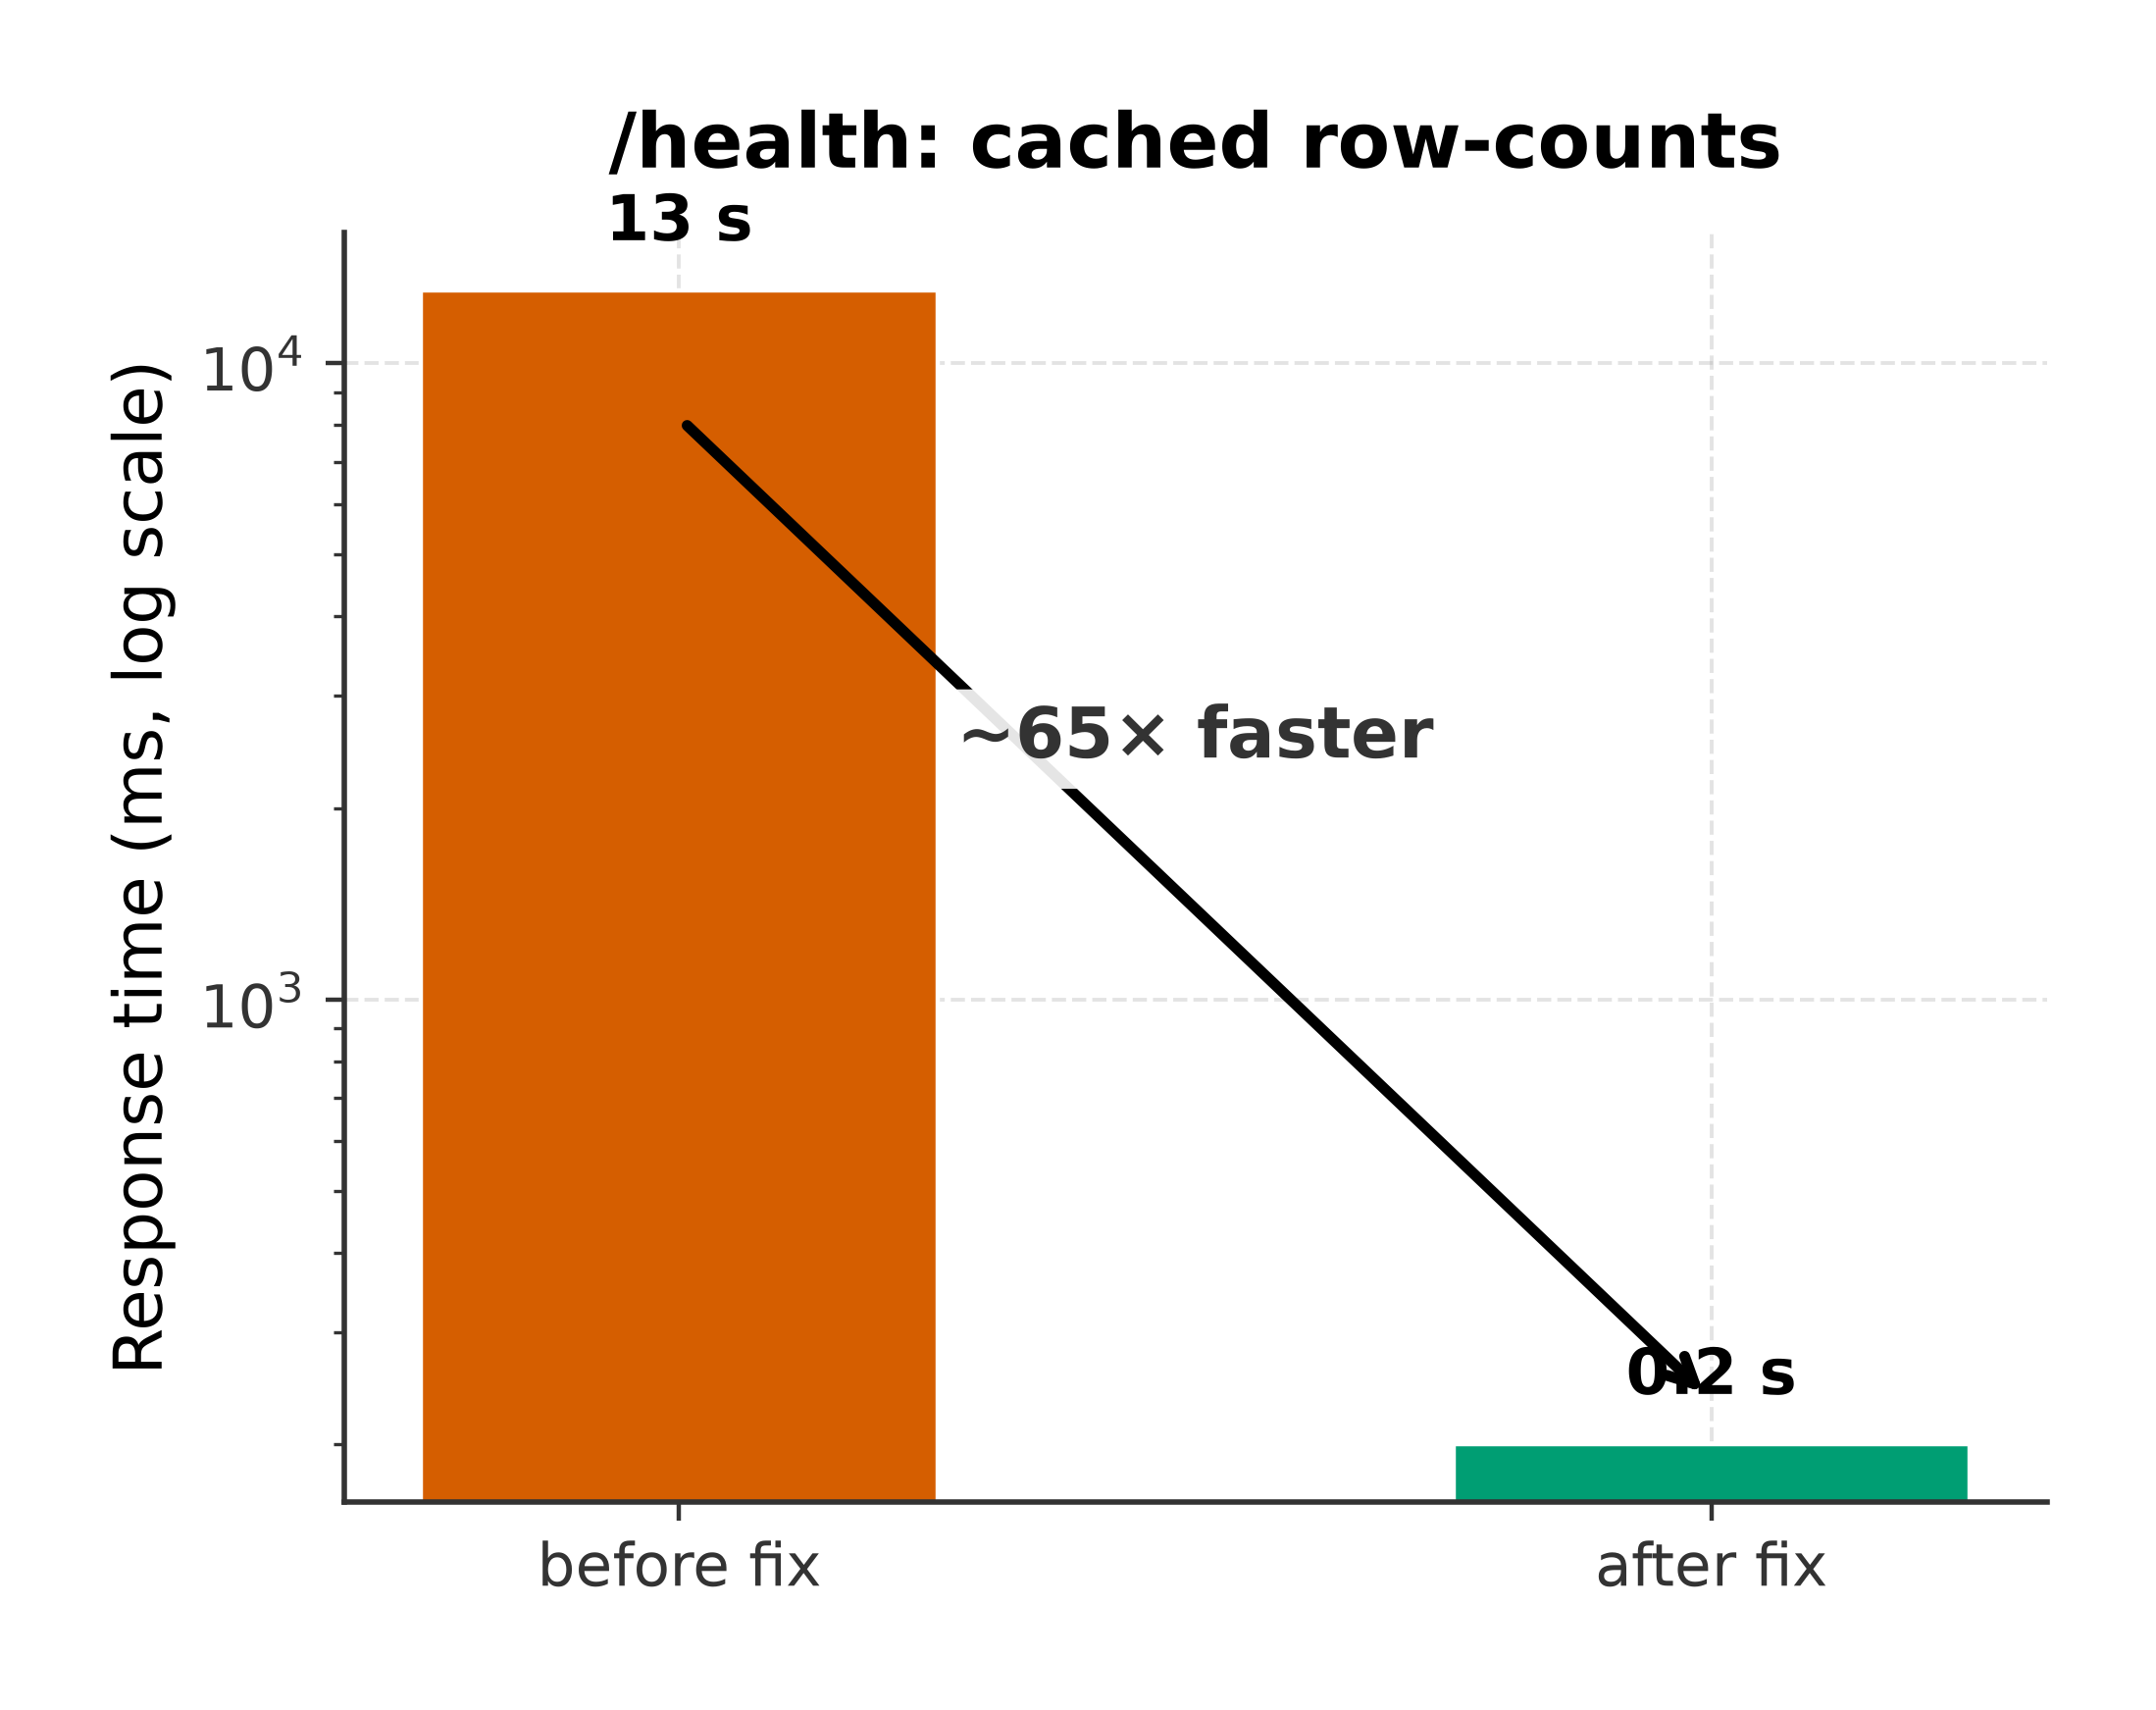 /health: cached row-counts
13 s
10⁴
~65× faster
10³
0.2 s
before fix
after fix
Response time (ms, log scale)